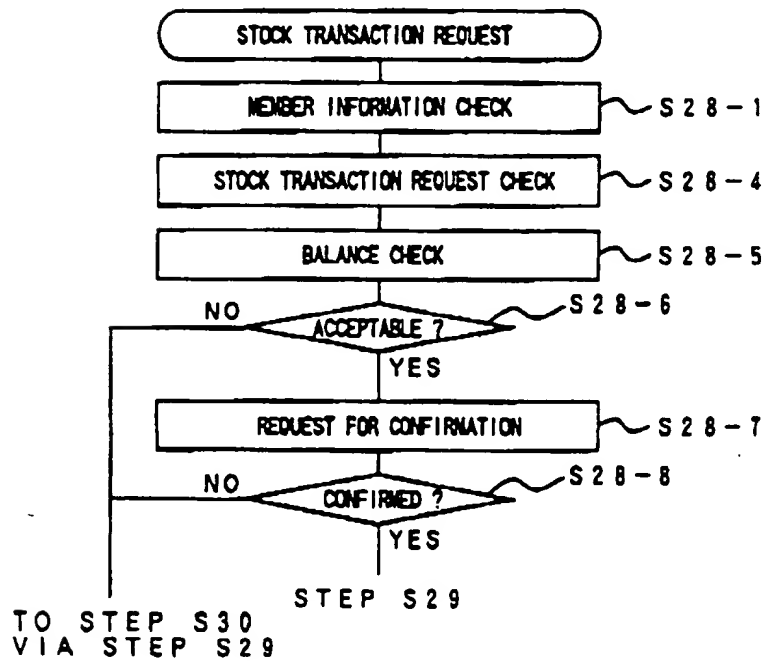 STOCK TRANSACTION REQUEST
MEMBER INFORMATION CHECK
S28-1
STOCK TRANSACTION REQUEST CHECK
S28-4
BALANCE CHECK
S28-5
S28-6
NO
ACCEPTABLE ?
YES
REQUEST FOR CONFIRMATION
S28-7
S28-8
NO
CONFIRMED ?
YES
STEP S29
TO STEP S30
VIA STEP S29